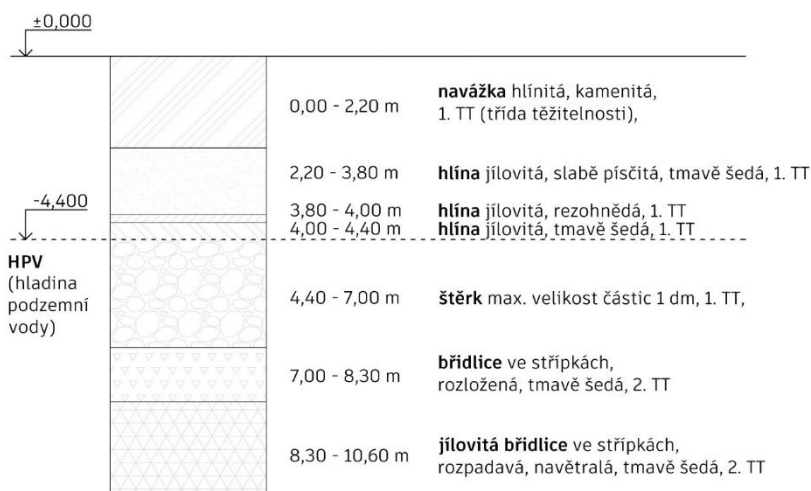 ±0,000
0,00 - 2,20 m
navážka hlínitá, kamenitá,
1. TT (třída těžitelnosti),
2,20 - 3,80 m
hlína jílovitá, slabě písčitá, tmavě šedá, 1. TT
-4,400
3,80 - 4,00 m
hlína jílovitá, rezohnědá, 1. TT
4,00 - 4,40 m
hlína jílovitá, tmavě šedá, 1. TT
HPV
(hladina
podzemní
vody)
4,40 - 7,00 m
štěrk max. velikost částic 1 dm, 1. TT,
7,00 - 8,30 m
břidlice ve střípkách,
rozložená, tmavě šedá, 2. TT
8,30 - 10,60 m
jílovitá břidlice ve střípkách,
rozpadavá, navětralá, tmavě šedá, 2. TT